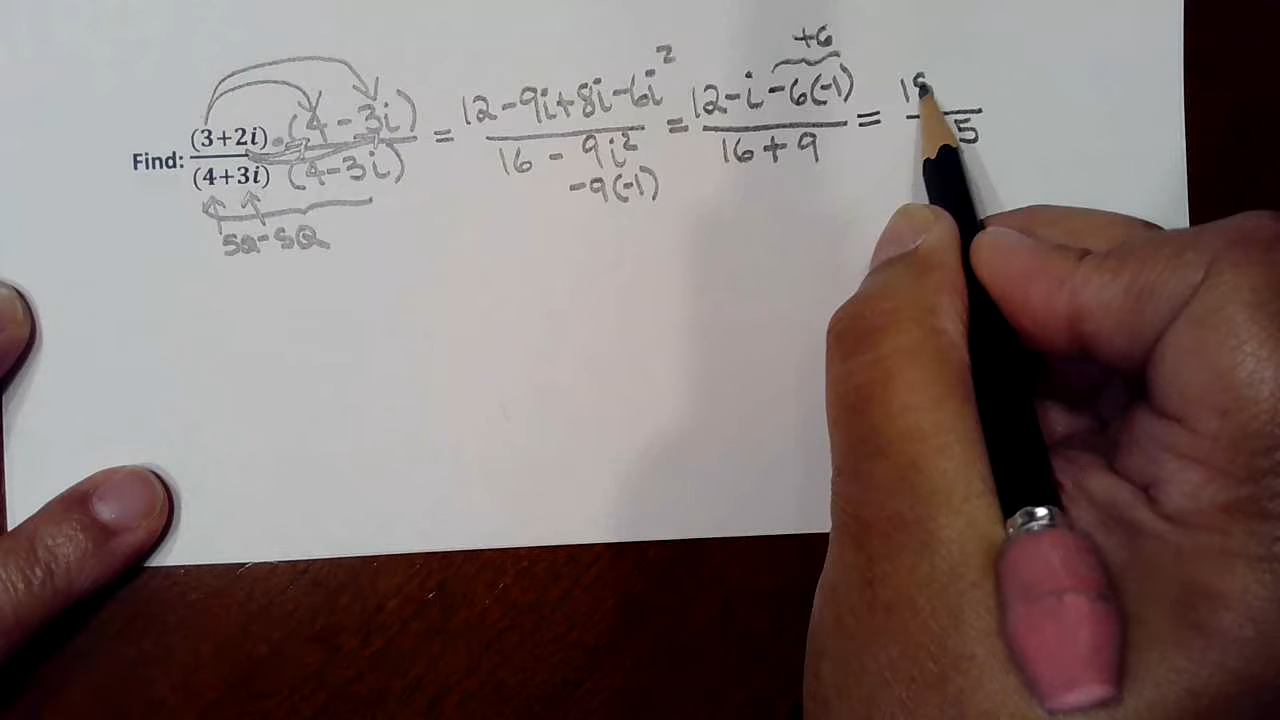 +6
(3+2i) · (4-3i) = 12-9i+8i-6i² = 12-i-6(-1) = 18
Find: (4+3i) (4-3i) 16 - 9i² 16+9 5
-9(-1)
SQ-SQ